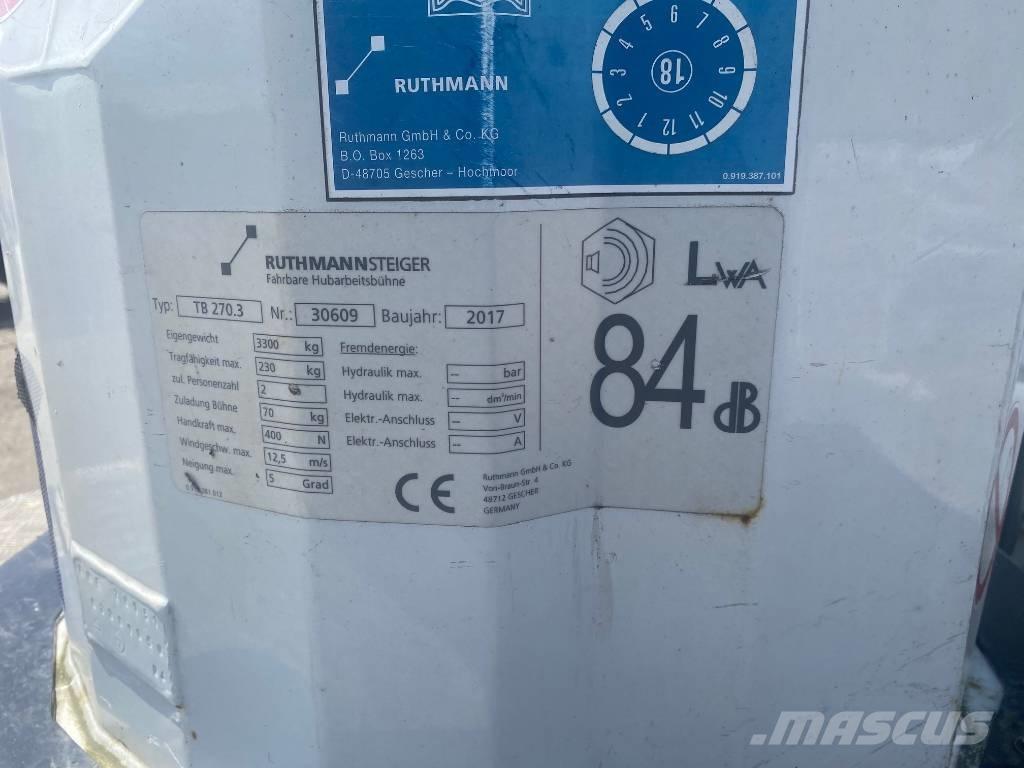 RUTHMANN
Ruthmann GmbH & Co. KG
B.O. Box 1263
D-48705 Gescher – Hochmoor
1 2 3 4 5 6 7 8 9 10 11 12
18
0.919.387.101
RUTHMANNSTEIGER
Fahrbare Hubarbeitsbühne
Typ: TB 270.3 Nr.: 30609 Baujahr: 2017
Eigengewicht 3300 kg
Tragfähigkeit max. 230 kg
zul. Personenzahl 2
Zuladung Bühne 70 kg
Handkraft max. 400 N
Windgeschw. max. 12,5 m/s
Neigung max. 5 Grad
Fremdenergie:
Hydraulik max. -- bar
Hydraulik max. -- dm³/min
Elektr.-Anschluss -- V
Elektr.-Anschluss -- A
CE
Ruthmann GmbH & Co. KG
Von-Braun-Str. 4
48712 GESCHER
GERMANY
LWA
84 dB
MASCUS